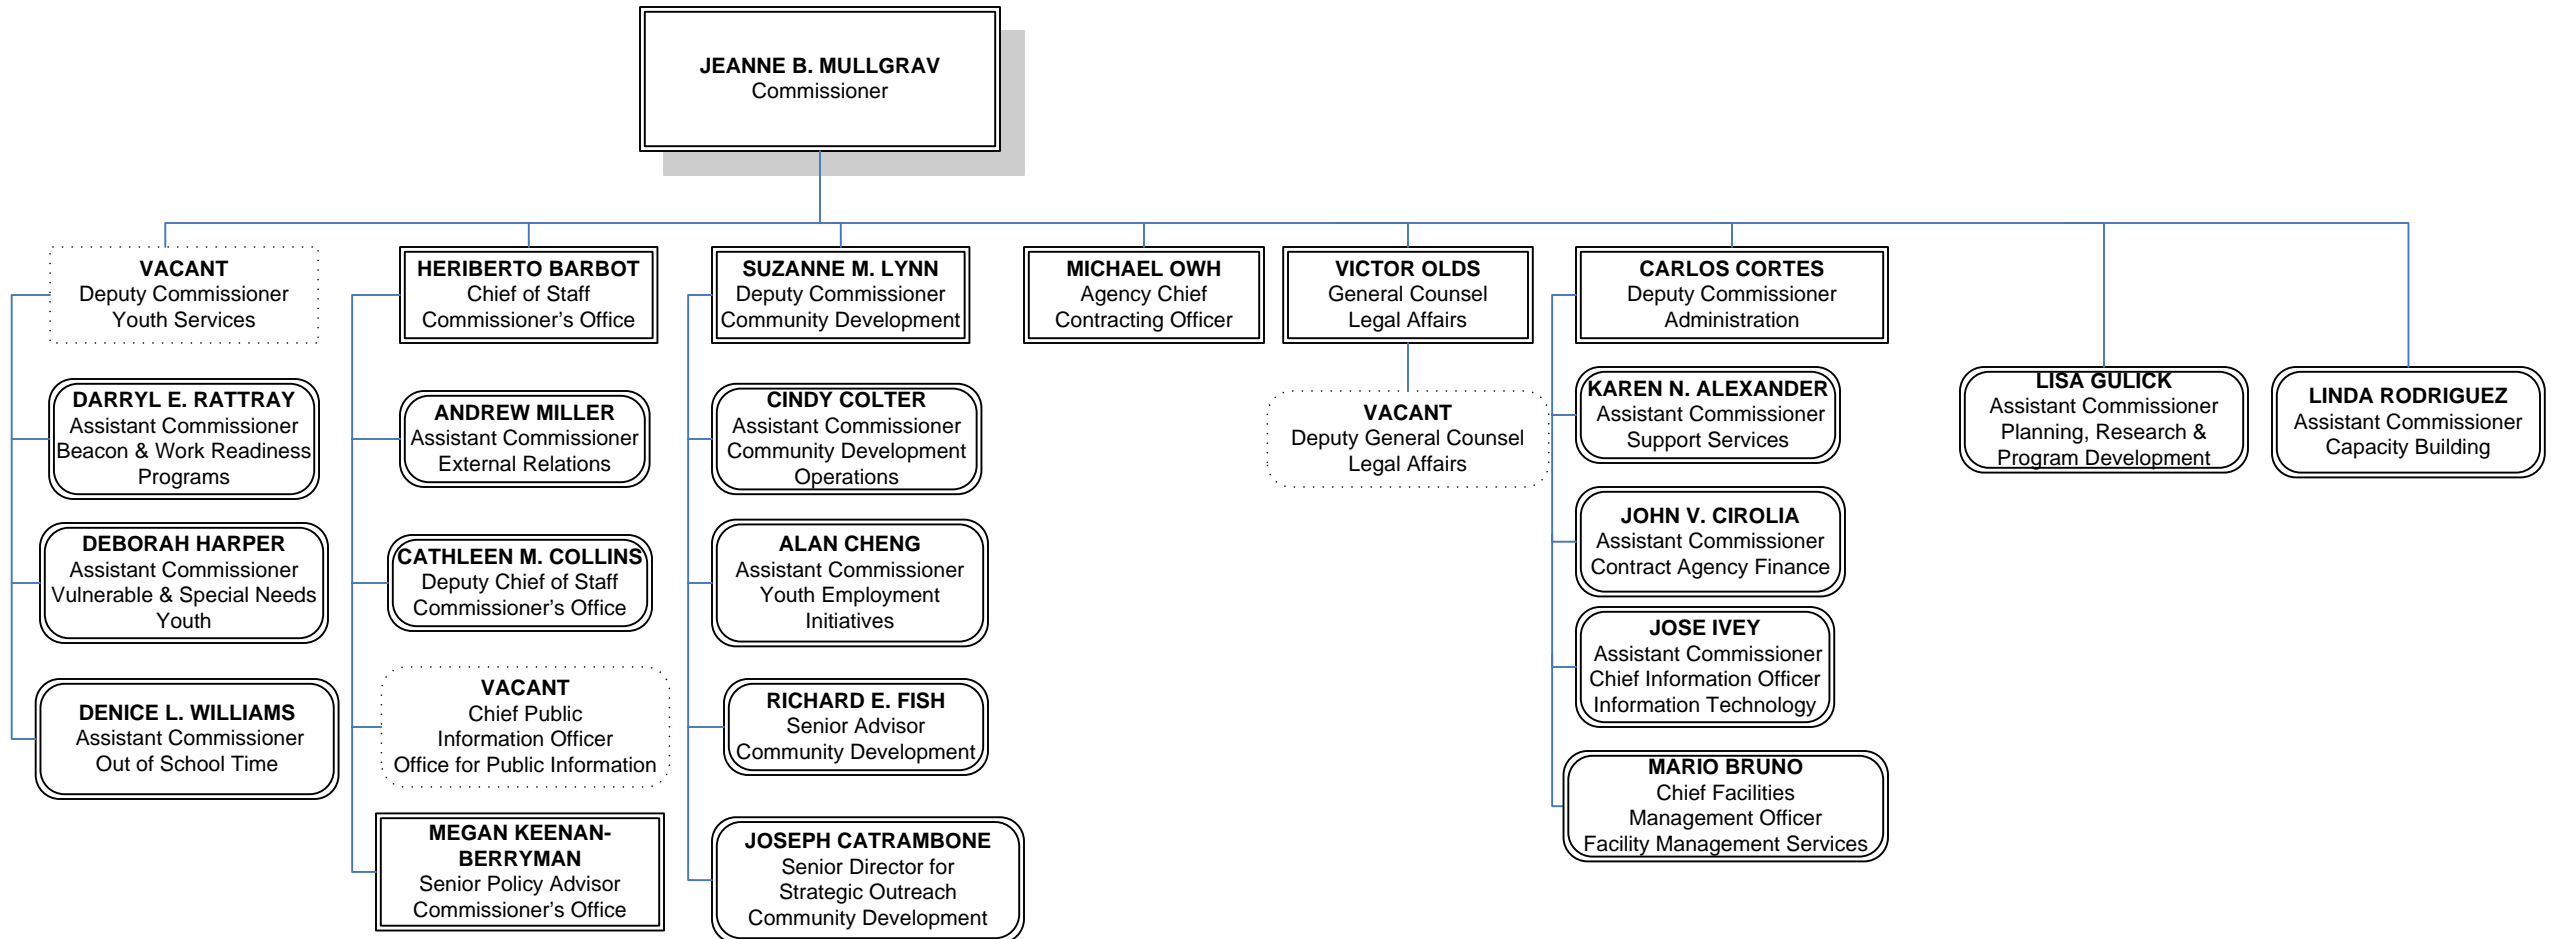 JEANNE B. MULLGRAV
Commissioner
VACANT
Deputy Commissioner
Youth Services
DARRYL E. RATTRAY
Assistant Commissioner
Beacon & Work Readiness
Programs
DEBORAH HARPER
Assistant Commissioner
Vulnerable & Special Needs
Youth
DENICE L. WILLIAMS
Assistant Commissioner
Out of School Time
HERIBERTO BARBOT
Chief of Staff
Commissioner’s Office
ANDREW MILLER
Assistant Commissioner
External Relations
CATHLEEN M. COLLINS
Deputy Chief of Staff
Commissioner’s Office
VACANT
Chief Public
Information Officer
Office for Public Information
MEGAN KEENAN-
BERRYMAN
Senior Policy Advisor
Commissioner’s Office
SUZANNE M. LYNN
Deputy Commissioner
Community Development
CINDY COLTER
Assistant Commissioner
Community Development
Operations
ALAN CHENG
Assistant Commissioner
Youth Employment
Initiatives
RICHARD E. FISH
Senior Advisor
Community Development
JOSEPH CATRAMBONE
Senior Director for
Strategic Outreach
Community Development
MICHAEL OWH
Agency Chief
Contracting Officer
VICTOR OLDS
General Counsel
Legal Affairs
VACANT
Deputy General Counsel
Legal Affairs
CARLOS CORTES
Deputy Commissioner
Administration
KAREN N. ALEXANDER
Assistant Commissioner
Support Services
JOHN V. CIROLIA
Assistant Commissioner
Contract Agency Finance
JOSE IVEY
Assistant Commissioner
Chief Information Officer
Information Technology
MARIO BRUNO
Chief Facilities
Management Officer
Facility Management Services
LISA GULICK
Assistant Commissioner
Planning, Research &
Program Development
LINDA RODRIGUEZ
Assistant Commissioner
Capacity Building